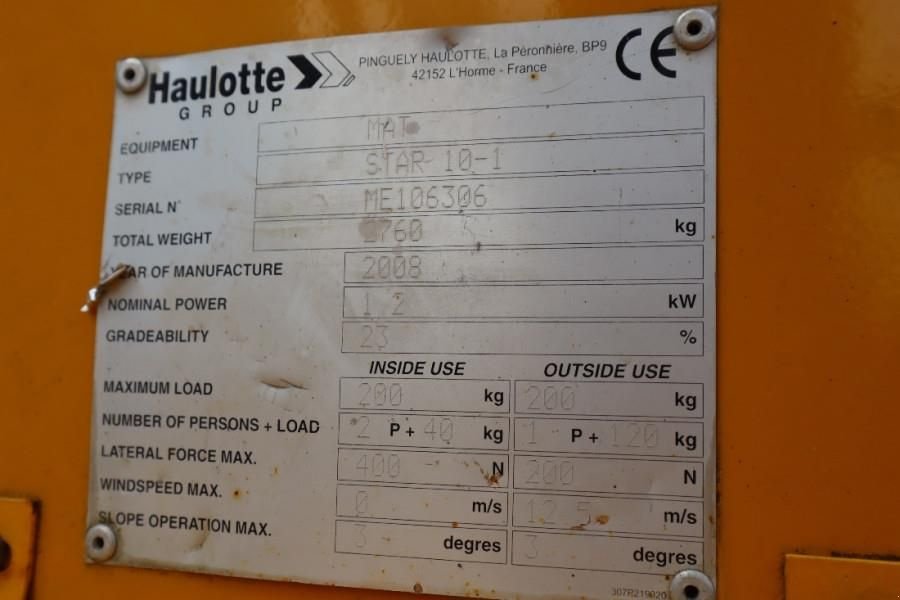 Haulotte
GROUP
PINGUELY HAULOTTE, La Péronnière, BP9
42152 L'Horme - France
CE
EQUIPMENT MAT
TYPE STAR 10-1
SERIAL N° ME106306
TOTAL WEIGHT 2760 kg
YEAR OF MANUFACTURE 2008
NOMINAL POWER 1,2 kW
GRADEABILITY 23 %
INSIDE USE OUTSIDE USE
MAXIMUM LOAD 200 kg 200 kg
NUMBER OF PERSONS + LOAD 2 P + 40 kg 1 P + 120 kg
LATERAL FORCE MAX. 400 N 200 N
WINDSPEED MAX. 0 m/s 12,5 m/s
SLOPE OPERATION MAX. 3 degres 3 degres
307P219020